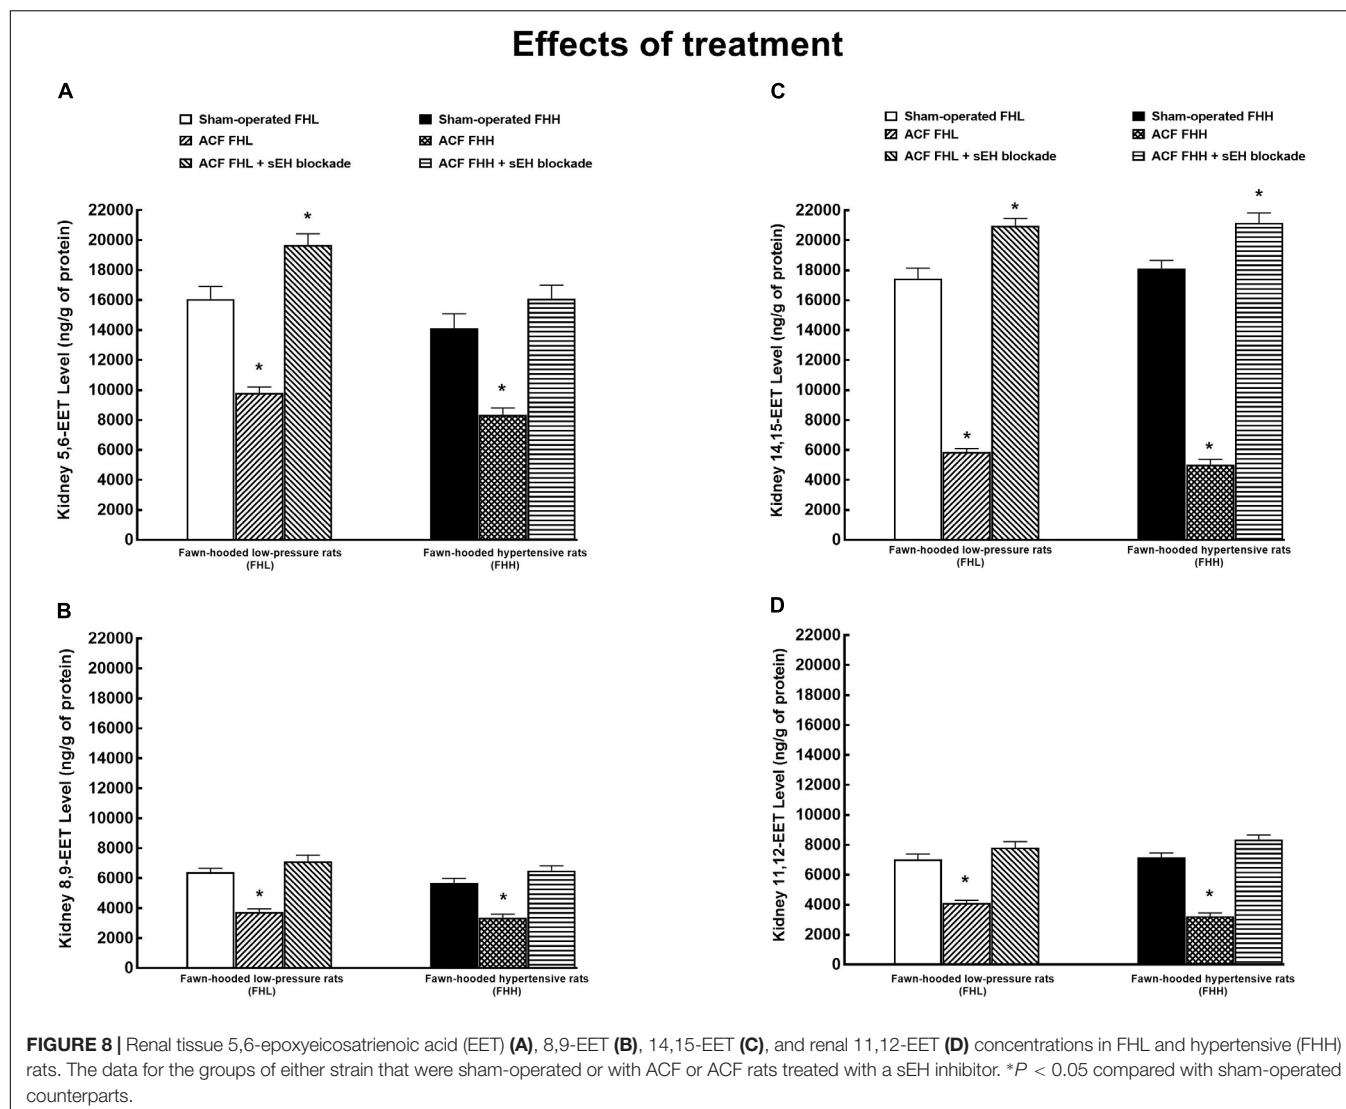 Effects of treatment
A
Sham-operated FHL
Sham-operated FHH
ACF FHL
ACF FHH
ACF FHL + sEH blockade
ACF FHH + sEH blockade
Kidney 5,6-EET Level (ng/g of protein)
22000
20000
18000
16000
14000
12000
10000
8000
6000
4000
2000
0
*
*
*
Fawn-hooded low-pressure rats
(FHL)
Fawn-hooded hypertensive rats
(FHH)
C
Sham-operated FHL
Sham-operated FHH
ACF FHL
ACF FHH
ACF FHL + sEH blockade
ACF FHH + sEH blockade
Kidney 14,15-EET Level (ng/g of protein)
22000
20000
18000
16000
14000
12000
10000
8000
6000
4000
2000
0
*
*
*
*
Fawn-hooded low-pressure rats
(FHL)
Fawn-hooded hypertensive rats
(FHH)
B
Kidney 8,9-EET Level (ng/g of protein)
22000
20000
18000
16000
14000
12000
10000
8000
6000
4000
2000
0
*
*
Fawn-hooded low-pressure rats
(FHL)
Fawn-hooded hypertensive rats
(FHH)
D
Kidney 11,12-EET Level (ng/g of protein)
22000
20000
18000
16000
14000
12000
10000
8000
6000
4000
2000
0
*
*
Fawn-hooded low-pressure rats
(FHL)
Fawn-hooded hypertensive rats
(FHH)
FIGURE 8 | Renal tissue 5,6-epoxyeicosatrienoic acid (EET) (A), 8,9-EET (B), 14,15-EET (C), and renal 11,12-EET (D) concentrations in FHL and hypertensive (FHH)
rats. The data for the groups of either strain that were sham-operated or with ACF or ACF rats treated with a sEH inhibitor. *P < 0.05 compared with sham-operated
counterparts.